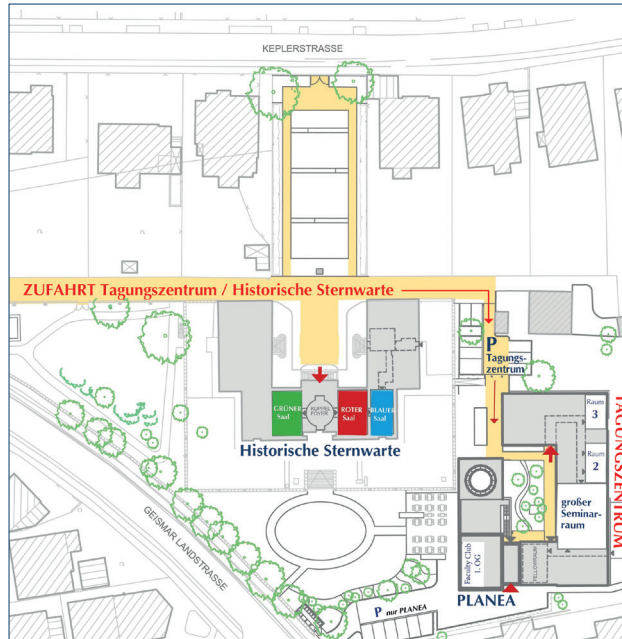 KEPLERSTRASSE
ZUFAHRT Tagungszentrum / Historische Sternwarte
P
Tagungs-
zentrum
GRÜNER
Saal
KUPPEL
FOYER
ROTER
Saal
BLAUER
Saal
Historische Sternwarte
Raum
3
Raum
2
großer
Seminar-
raum
TAGUNGSZENTRUM
GEISMAR LANDSTRASSE
Faculty Club
1. OG
FELLOWRAUM
PLANEA
P nur PLANEA